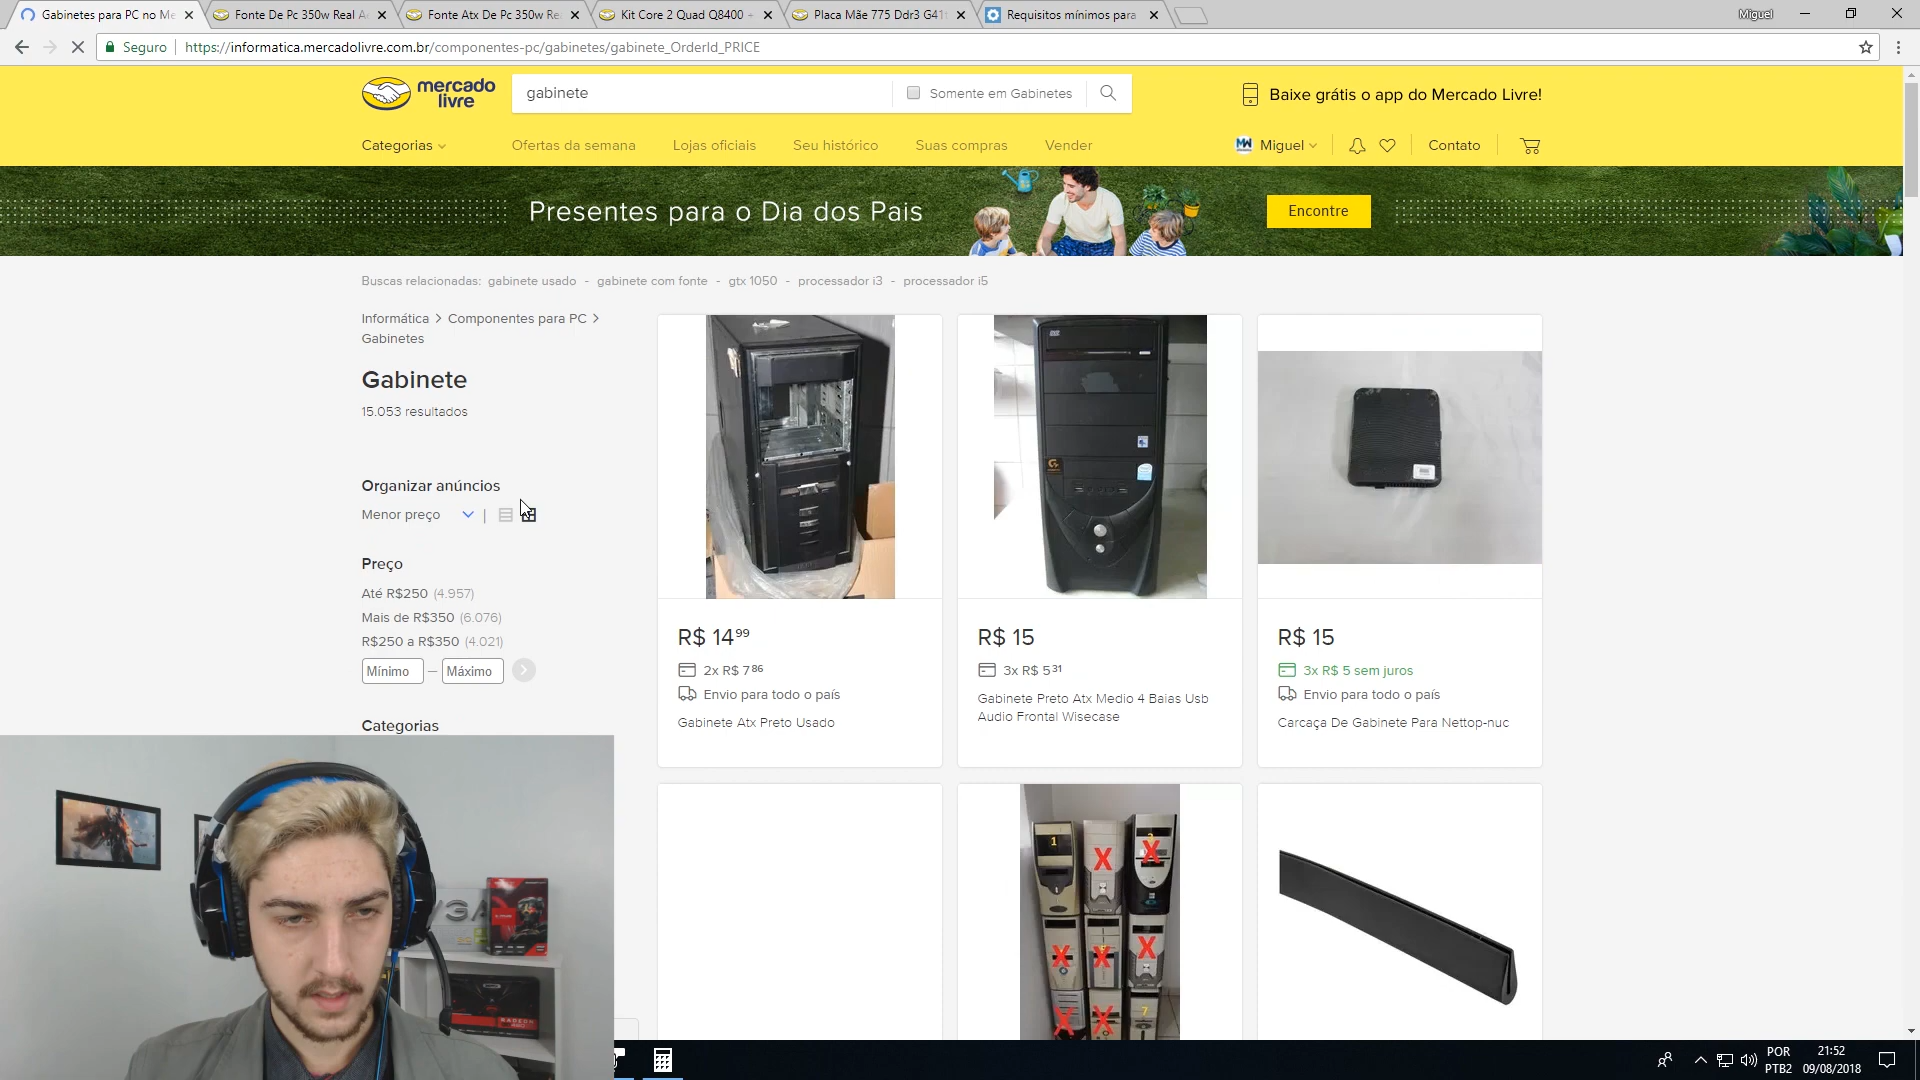 Gabinetes para PC no Me
Fonte De Pc 350w Real A
Fonte Atx De Pc 350w Re
Kit Core 2 Quad Q8400 +
Placa Mãe 775 Ddr3 G41
Requisitos mínimos para
Miguel
Seguro
https://informatica.mercadolivre.com.br/componentes-pc/gabinetes/gabinete_OrderId_PRICE
mercado
livre
gabinete
Somente em Gabinetes
Baixe grátis o app do Mercado Livre!
Categorias
Ofertas da semana
Lojas oficiais
Seu histórico
Suas compras
Vender
Miguel
Contato
Presentes para o Dia dos Pais
Encontre
Buscas relacionadas: gabinete usado - gabinete com fonte - gtx 1050 - processador i3 - processador i5
Informática > Componentes para PC >
Gabinetes
Gabinete
15.053 resultados
Organizar anúncios
Menor preço
Preço
Até R$250 (4.957)
Mais de R$350 (6.076)
R$250 a R$350 (4.021)
Mínimo — Máximo
Categorias
R$ 14 99
2x R$ 7 86
Envio para todo o país
Gabinete Atx Preto Usado
R$ 15
3x R$ 5 31
Gabinete Preto Atx Medio 4 Baias Usb
Audio Frontal Wisecase
R$ 15
3x R$ 5 sem juros
Envio para todo o país
Carcaça De Gabinete Para Nettop-nuc
1
X
X
X
X
X
X
X
7
RADEON
POR
PTB2
21:52
09/08/2018